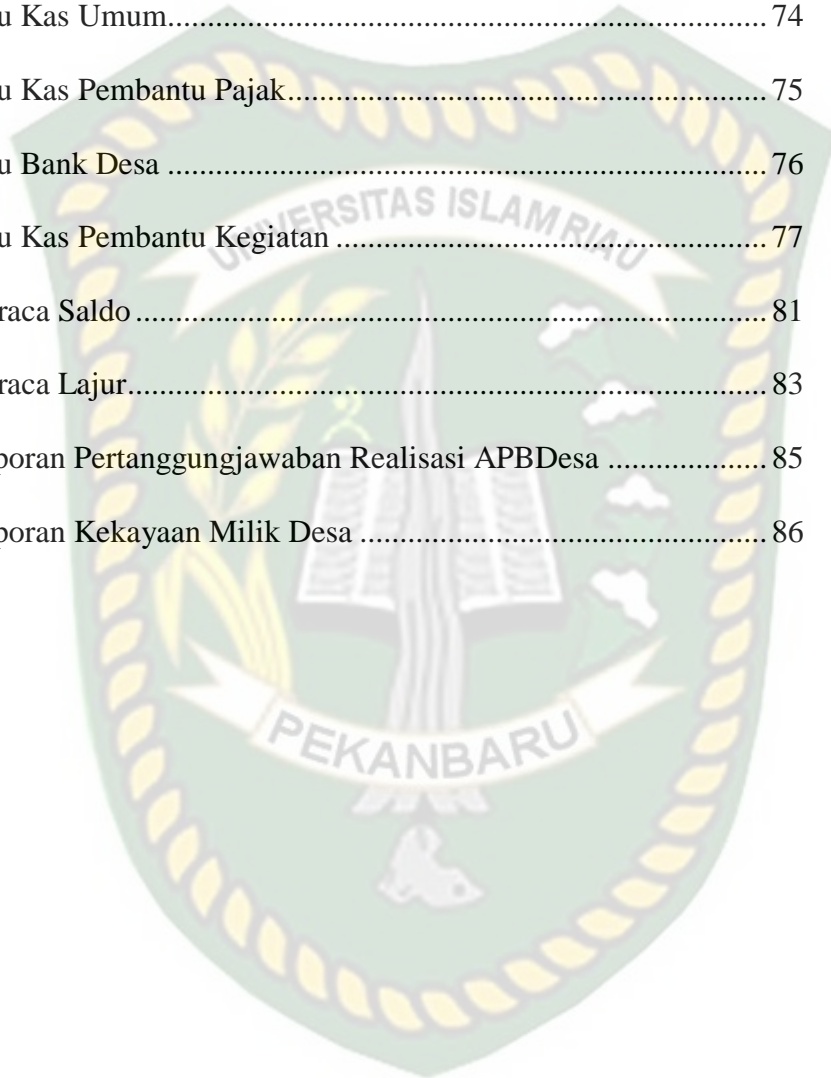 u Kas Umum.......................................................................... 74
u Kas Pembantu Pajak........................................................... 75
u Bank Desa .......................................................................... 76
UNIVERSITAS ISLAM RIAU
u Kas Pembantu Kegiatan ..................................................... 77
raca Saldo .............................................................................. 81
raca Lajur............................................................................... 83
poran Pertanggungjawaban Realisasi APBDesa ................... 85
poran Kekayaan Milik Desa .................................................. 86
PEKANBARU